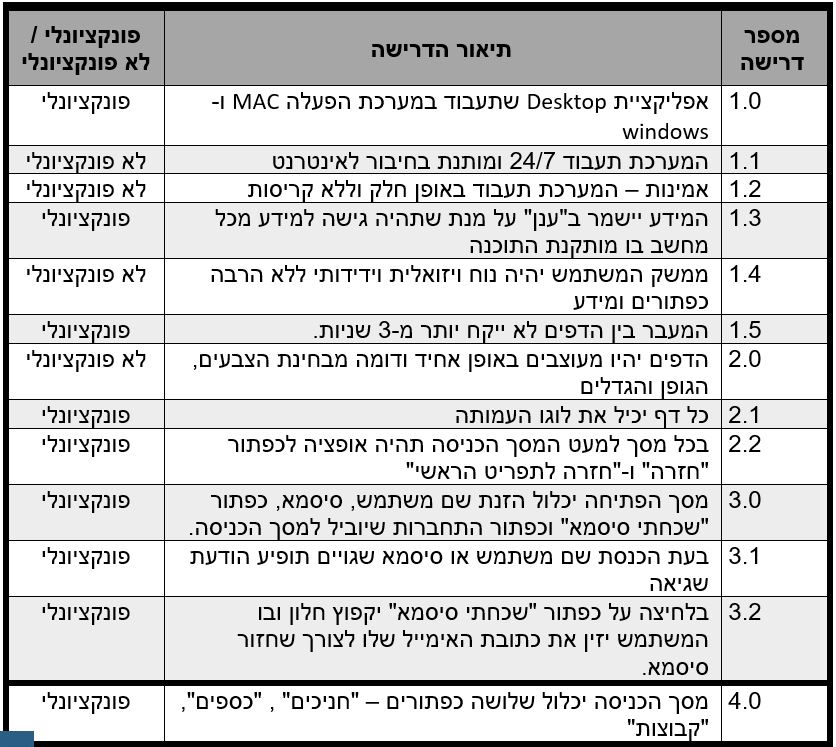 מספר דרישה
תיאור הדרישה
פונקציונלי / לא פונקציונלי
1.0
אפליקציית Desktop שתעבוד במערכת הפעלה MAC ו-
windows
פונקציונלי
1.1
המערכת תעבוד 24/7 ומותנת בחיבור לאינטרנט
לא פונקציונלי
1.2
אמינות – המערכת תעבוד באופן חלק וללא קריסות
לא פונקציונלי
1.3
המידע יישמר ב"ענן" על מנת שתהיה גישה למידע מכל
מחשב בו מותקנת התוכנה
פונקציונלי
1.4
ממשק המשתמש יהיה נוח ויזואלית וידידותי ללא הרבה
כפתורים ומידע
לא פונקציונלי
1.5
המעבר בין הדפים לא ייקח יותר מ-3 שניות.
פונקציונלי
2.0
הדפים יהיו מעוצבים באופן אחיד ודומה מבחינת הצבעים,
הגופן והגדלים
לא פונקציונלי
2.1
כל דף יכיל את לוגו העמותה
פונקציונלי
2.2
בכל מסך למעט המסך הכניסה תהיה אופציה לכפתור
"חזרה" ו-"חזרה לתפריט הראשי"
פונקציונלי
3.0
מסך הפתיחה יכלול הזנת שם משתמש, סיסמא, כפתור
"שכחתי סיסמא" וכפתור התחברות שיוביל למסך הכניסה.
פונקציונלי
3.1
בעת הכנסת שם משתמש או סיסמא שגויים תופיע הודעת
שגיאה
פונקציונלי
3.2
בלחיצה על כפתור "שכחתי סיסמא" יקפוץ חלון ובו
המשתמש יזין את כתובת האימייל שלו לצורך שחזור
סיסמא.
פונקציונלי
4.0
מסך הכניסה יכלול שלושה כפתורים – "חניכים" , "כספים",
"קבוצות"
פונקציונלי